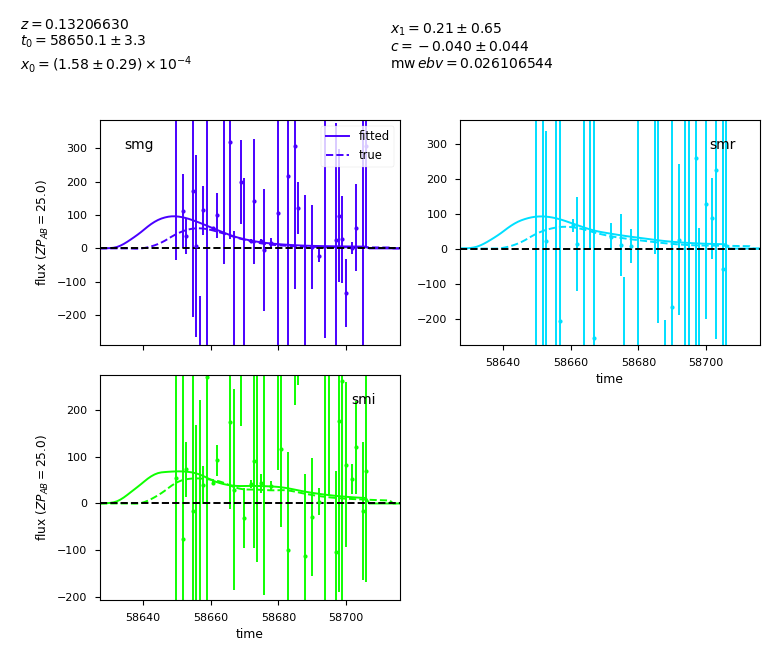 z = 0.13206630
t₀ = 58650.1 ± 3.3
x₀ = (1.58 ± 0.29) × 10⁻⁴
x₁ = 0.21 ± 0.65
c = −0.040 ± 0.044
mw ebv = 0.026106544
smg
fitted
true
300
200
100
0
−100
−200
flux (ZP_AB = 25.0)
smr
300
200
100
0
−100
−200
58640 58660 58680 58700
time
smi
200
100
0
−100
−200
flux (ZP_AB = 25.0)
58640 58660 58680 58700
time